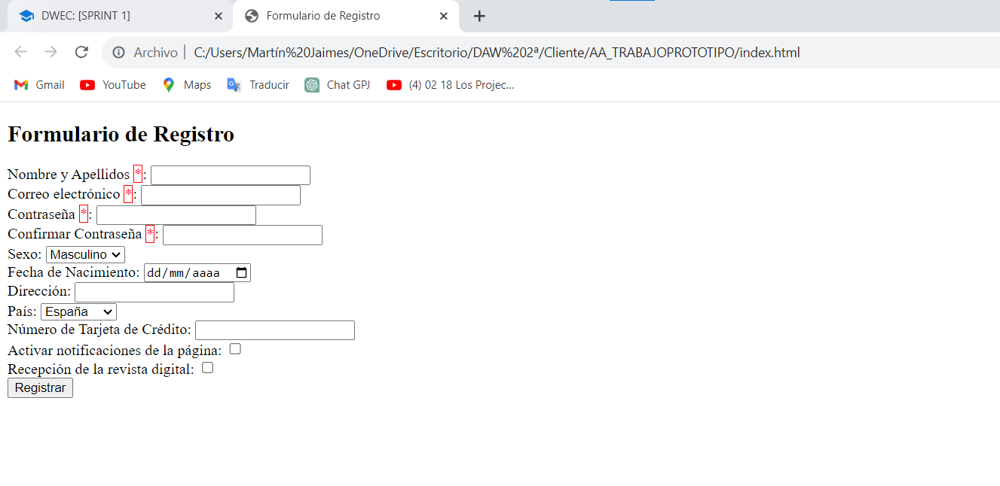 DWEC: [SPRINT 1]
Formulario de Registro
Archivo | C:/Users/Martín%20Jaimes/OneDrive/Escritorio/DAW%202ª/Cliente/AA_TRABAJOPROTOTIPO/index.html
Gmail YouTube Maps Traducir Chat GPJ (4) 02 18 Los Projec...
Formulario de Registro
Nombre y Apellidos *:
Correo electrónico *:
Contraseña *:
Confirmar Contraseña *:
Sexo: Masculino
Fecha de Nacimiento: dd/mm/aaaa
Dirección:
País: España
Número de Tarjeta de Crédito:
Activar notificaciones de la página:
Recepción de la revista digital:
Registrar